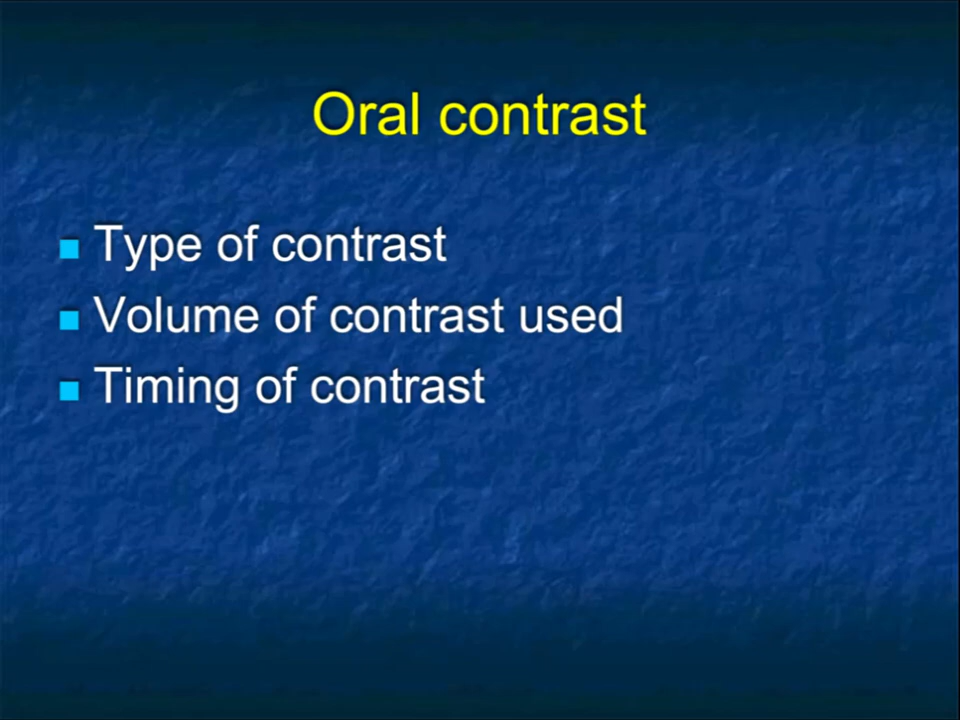 Oral contrast
Type of contrast
Volume of contrast used
Timing of contrast